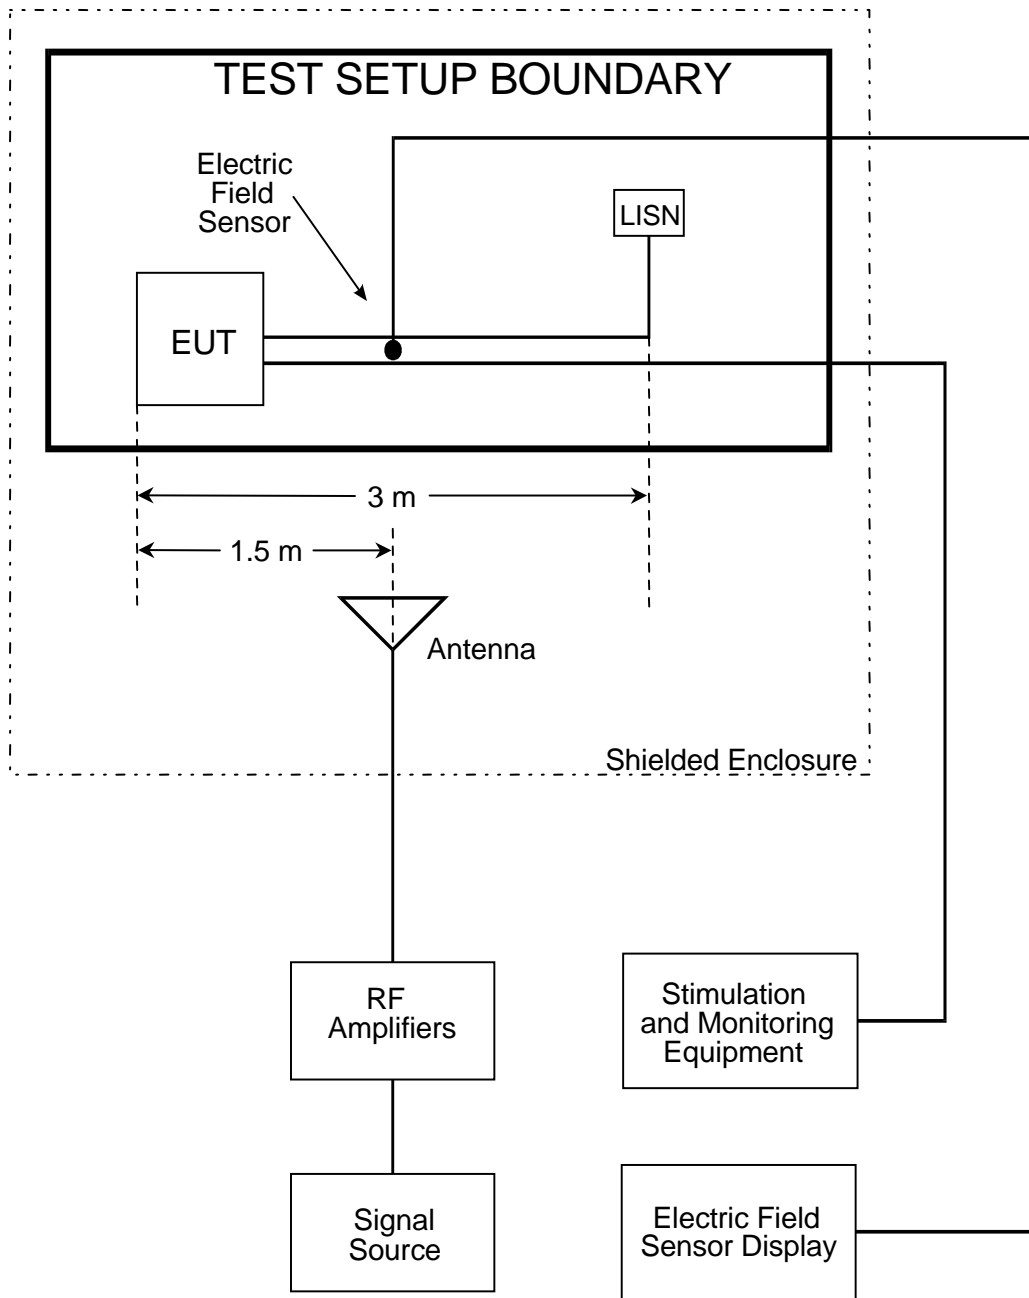 TEST SETUP BOUNDARY
Electric
Field
Sensor
LISN
EUT
3 m
1.5 m
Antenna
Shielded Enclosure
RF
Amplifiers
Stimulation
and Monitoring
Equipment
Signal
Source
Electric Field
Sensor Display